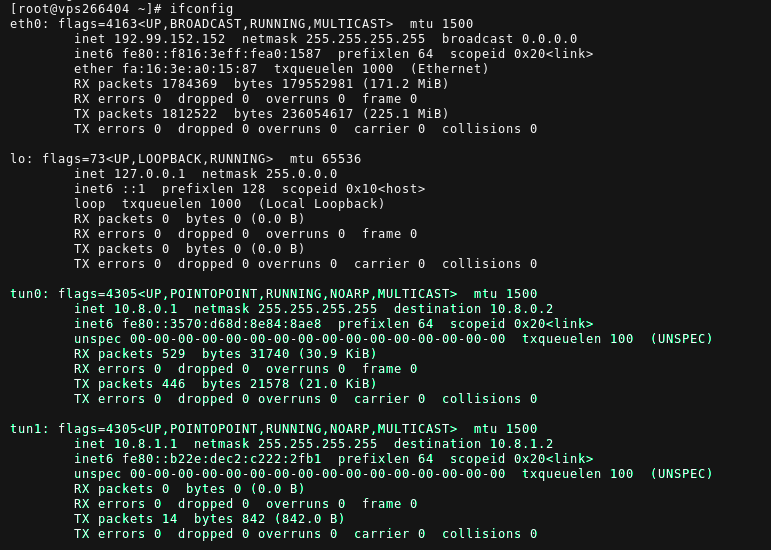 [root@vps266404 ~]# ifconfig
eth0: flags=4163<UP,BROADCAST,RUNNING,MULTICAST>  mtu 1500
        inet 192.99.152.152  netmask 255.255.255.255  broadcast 0.0.0.0
        inet6 fe80::f816:3eff:fea0:1587  prefixlen 64  scopeid 0x20<link>
        ether fa:16:3e:a0:15:87  txqueuelen 1000  (Ethernet)
        RX packets 1784369  bytes 179552981 (171.2 MiB)
        RX errors 0  dropped 0  overruns 0  frame 0
        TX packets 1812522  bytes 236054617 (225.1 MiB)
        TX errors 0  dropped 0 overruns 0  carrier 0  collisions 0

lo: flags=73<UP,LOOPBACK,RUNNING>  mtu 65536
        inet 127.0.0.1  netmask 255.0.0.0
        inet6 ::1  prefixlen 128  scopeid 0x10<host>
        loop  txqueuelen 1000  (Local Loopback)
        RX packets 0  bytes 0 (0.0 B)
        RX errors 0  dropped 0  overruns 0  frame 0
        TX packets 0  bytes 0 (0.0 B)
        TX errors 0  dropped 0 overruns 0  carrier 0  collisions 0

tun0: flags=4305<UP,POINTOPOINT,RUNNING,NOARP,MULTICAST>  mtu 1500
        inet 10.8.0.1  netmask 255.255.255.255  destination 10.8.0.2
        inet6 fe80::3570:d68d:8e84:8ae8  prefixlen 64  scopeid 0x20<link>
        unspec 00-00-00-00-00-00-00-00-00-00-00-00-00-00-00-00  txqueuelen 100  (UNSPEC)
        RX packets 529  bytes 31740 (30.9 KiB)
        RX errors 0  dropped 0  overruns 0  frame 0
        TX packets 446  bytes 21578 (21.0 KiB)
        TX errors 0  dropped 0 overruns 0  carrier 0  collisions 0

tun1: flags=4305<UP,POINTOPOINT,RUNNING,NOARP,MULTICAST>  mtu 1500
        inet 10.8.1.1  netmask 255.255.255.255  destination 10.8.1.2
        inet6 fe80::b22e:dec2:c222:2fb1  prefixlen 64  scopeid 0x20<link>
        unspec 00-00-00-00-00-00-00-00-00-00-00-00-00-00-00-00  txqueuelen 100  (UNSPEC)
        RX packets 0  bytes 0 (0.0 B)
        RX errors 0  dropped 0  overruns 0  frame 0
        TX packets 14  bytes 842 (842.0 B)
        TX errors 0  dropped 0 overruns 0  carrier 0  collisions 0